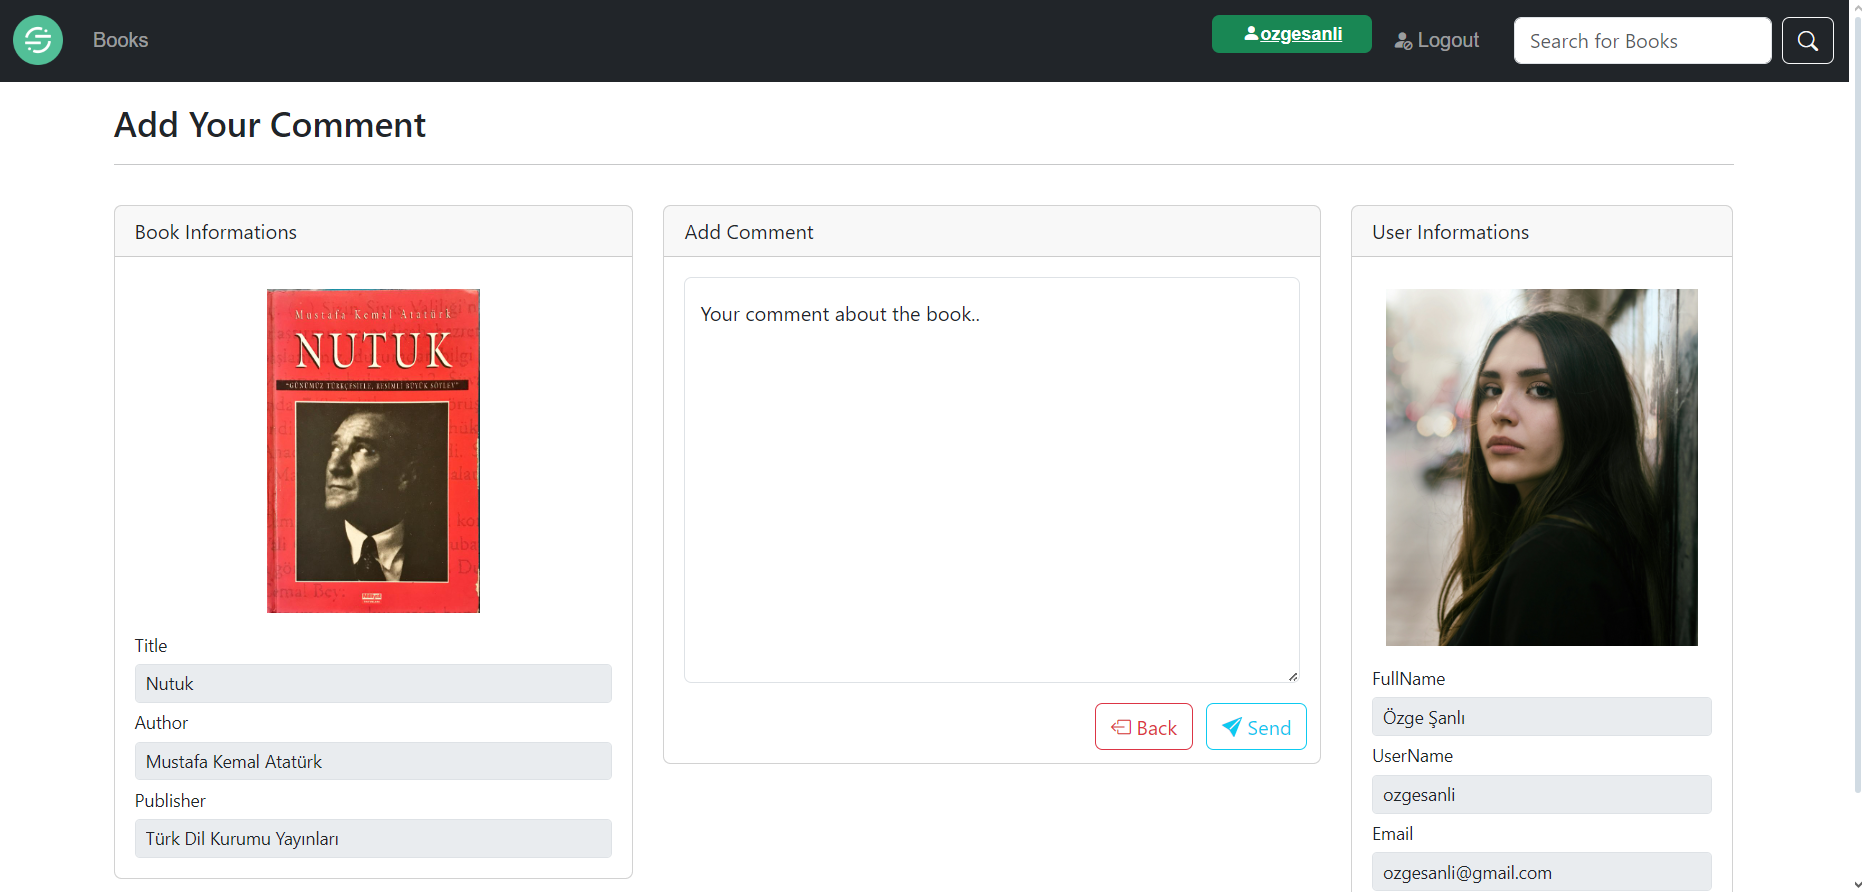 Books
ozgesanli
Logout
Search for Books
Add Your Comment
Book Informations
Mustafa Kemal Atatürk
NUTUK
"GÜNÜMÜZ TÜRKÇESİYLE, RESİMLİ BÜYÜK SÖYLEV"
Title
Nutuk
Author
Mustafa Kemal Atatürk
Publisher
Türk Dil Kurumu Yayınları
Add Comment
Your comment about the book..
Back
Send
User Informations
FullName
Özge Şanlı
UserName
ozgesanli
Email
ozgesanli@gmail.com